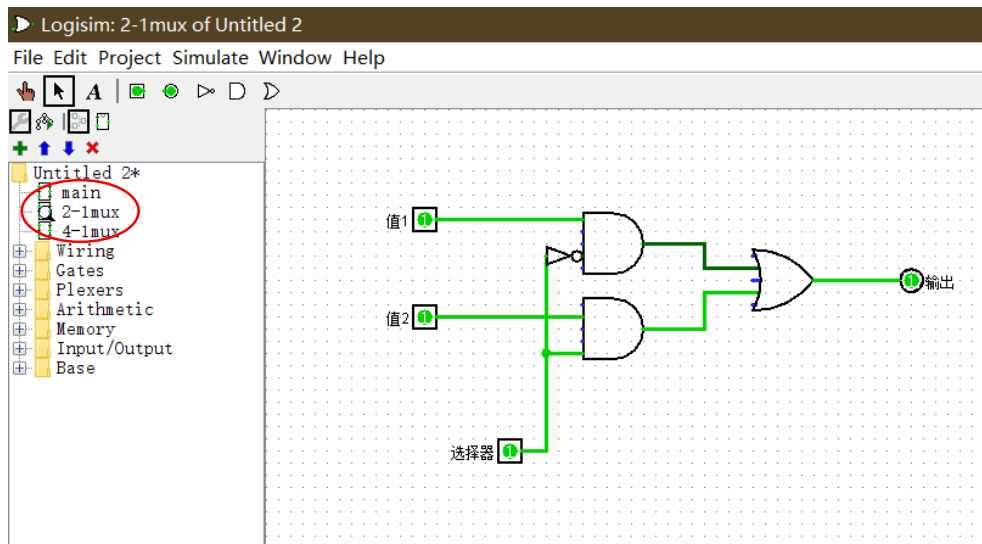 Logisim: 2-1mux of Untitled 2
File Edit Project Simulate Window Help
A
Untitled 2*
main
2-1mux
4-1mux
Wiring
Gates
Plexers
Arithmetic
Memory
Input/Output
Base
值1 1
值2 1
选择器 1
1 输出